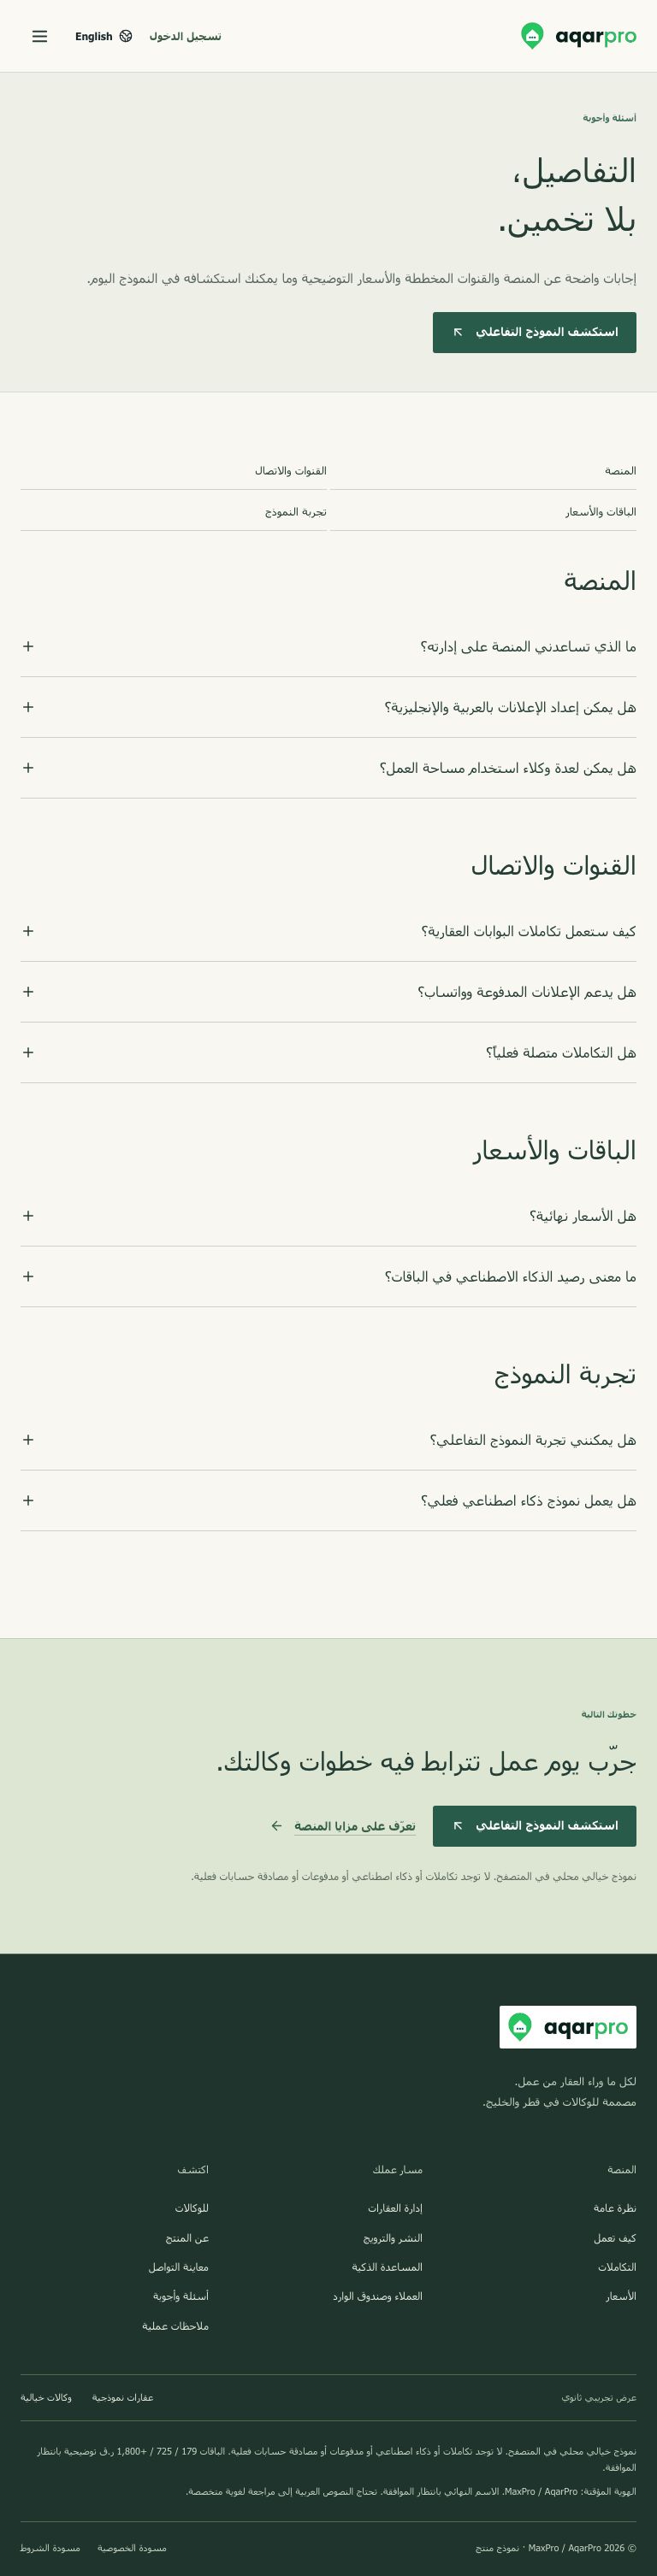 aqarpro
تسجيل الدخول
English
أسئلة وأجوبة
التفاصيل،
بلا تخمين.
إجابات واضحة عن المنصة والقنوات المخططة والأسعار التوضيحية وما يمكنك استكشافه في النموذج اليوم.
استكشف النموذج التفاعلي
المنصة
القنوات والاتصال
الباقات والأسعار
تجربة النموذج
المنصة
ما الذي تساعدني المنصة على إدارته؟
هل يمكن إعداد الإعلانات بالعربية والإنجليزية؟
هل يمكن لعدة وكلاء استخدام مساحة العمل؟
القنوات والاتصال
كيف ستعمل تكاملات البوابات العقارية؟
هل يدعم الإعلانات المدفوعة وواتساب؟
هل التكاملات متصلة فعلياً؟
الباقات والأسعار
هل الأسعار نهائية؟
ما معنى رصيد الذكاء الاصطناعي في الباقات؟
تجربة النموذج
هل يمكنني تجربة النموذج التفاعلي؟
هل يعمل نموذج ذكاء اصطناعي فعلي؟
خطوتك التالية
جرّب يوم عمل تترابط فيه خطوات وكالتك.
استكشف النموذج التفاعلي
تعرّف على مزايا المنصة
نموذج خيالي محلي في المتصفح. لا توجد تكاملات أو ذكاء اصطناعي أو مدفوعات أو مصادقة حسابات فعلية.
aqarpro
لكل ما وراء العقار من عمل.
مصممة للوكالات في قطر والخليج.
المنصة
نظرة عامة
كيف تعمل
التكاملات
الأسعار
مسار عملك
إدارة العقارات
النشر والترويج
المساعدة الذكية
العملاء وصندوق الوارد
اكتشف
للوكالات
عن المنتج
معاينة التواصل
أسئلة وأجوبة
ملاحظات عملية
عرض تجريبي ثانوي
عقارات نموذجية
وكالات خيالية
نموذج خيالي محلي في المتصفح. لا توجد تكاملات أو ذكاء اصطناعي أو مدفوعات أو مصادقة حسابات فعلية. الباقات 179 / 725 / +1,800 ر.ق توضيحية بانتظار
الموافقة.
الهوية المؤقتة: MaxPro / AqarPro. الاسم النهائي بانتظار الموافقة. تحتاج النصوص العربية إلى مراجعة لغوية متخصصة.
© 2026 MaxPro / AqarPro · نموذج منتج
مسودة الخصوصية
مسودة الشروط